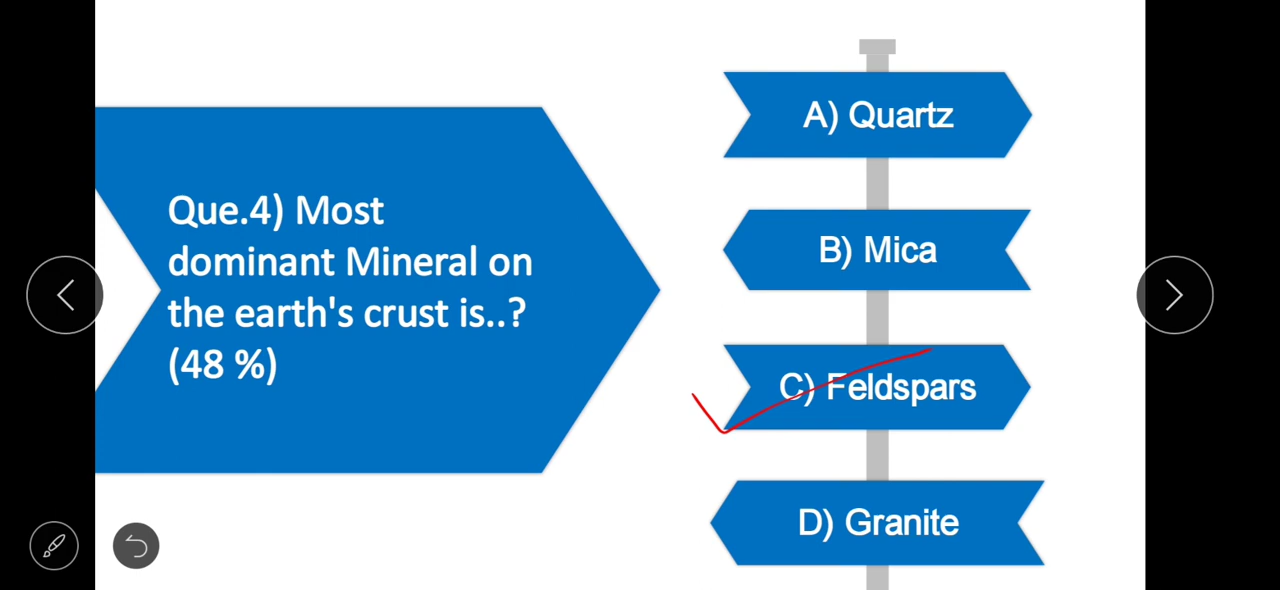 Que.4) Most
dominant Mineral on
the earth's crust is..?
(48 %)
A) Quartz
B) Mica
C) Feldspars
D) Granite